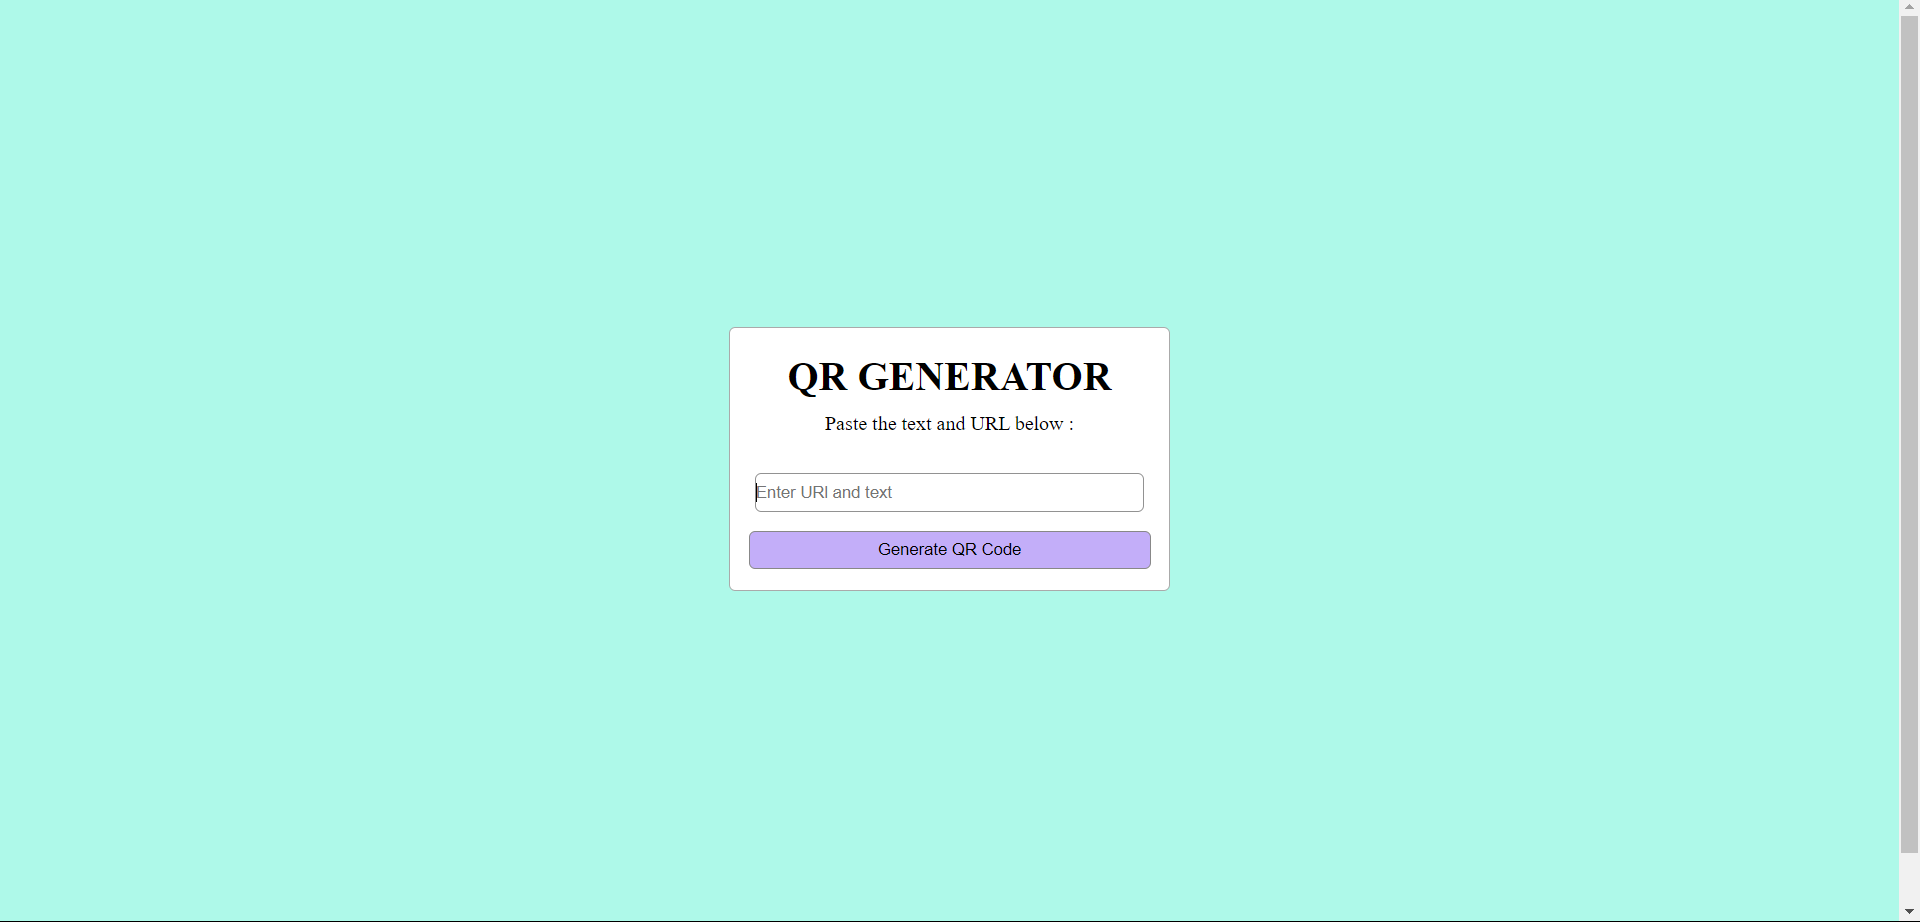 QR GENERATOR
Paste the text and URL below :
Enter URl and text
Generate QR Code